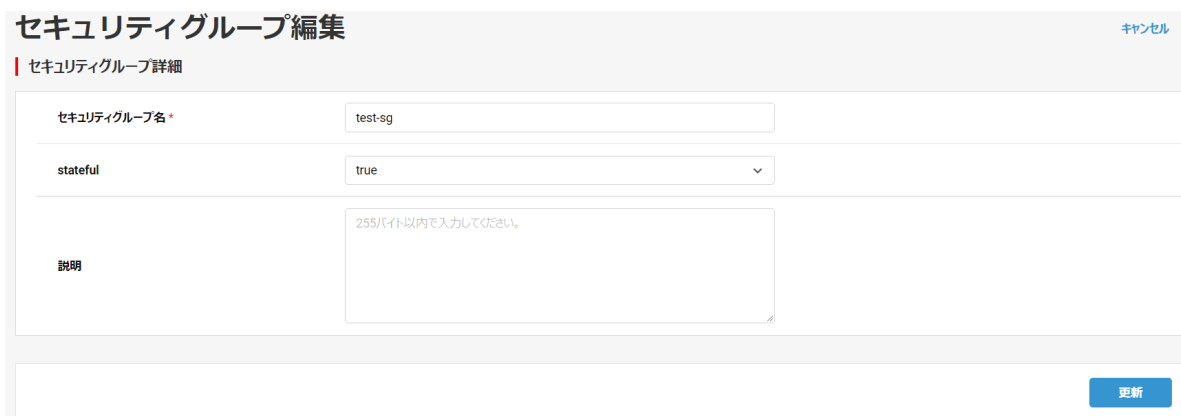 セキュリティグループ編集
キャンセル
セキュリティグループ詳細
セキュリティグループ名 *
test-sg
stateful
true
説明
255バイト以内で入力してください。
更新